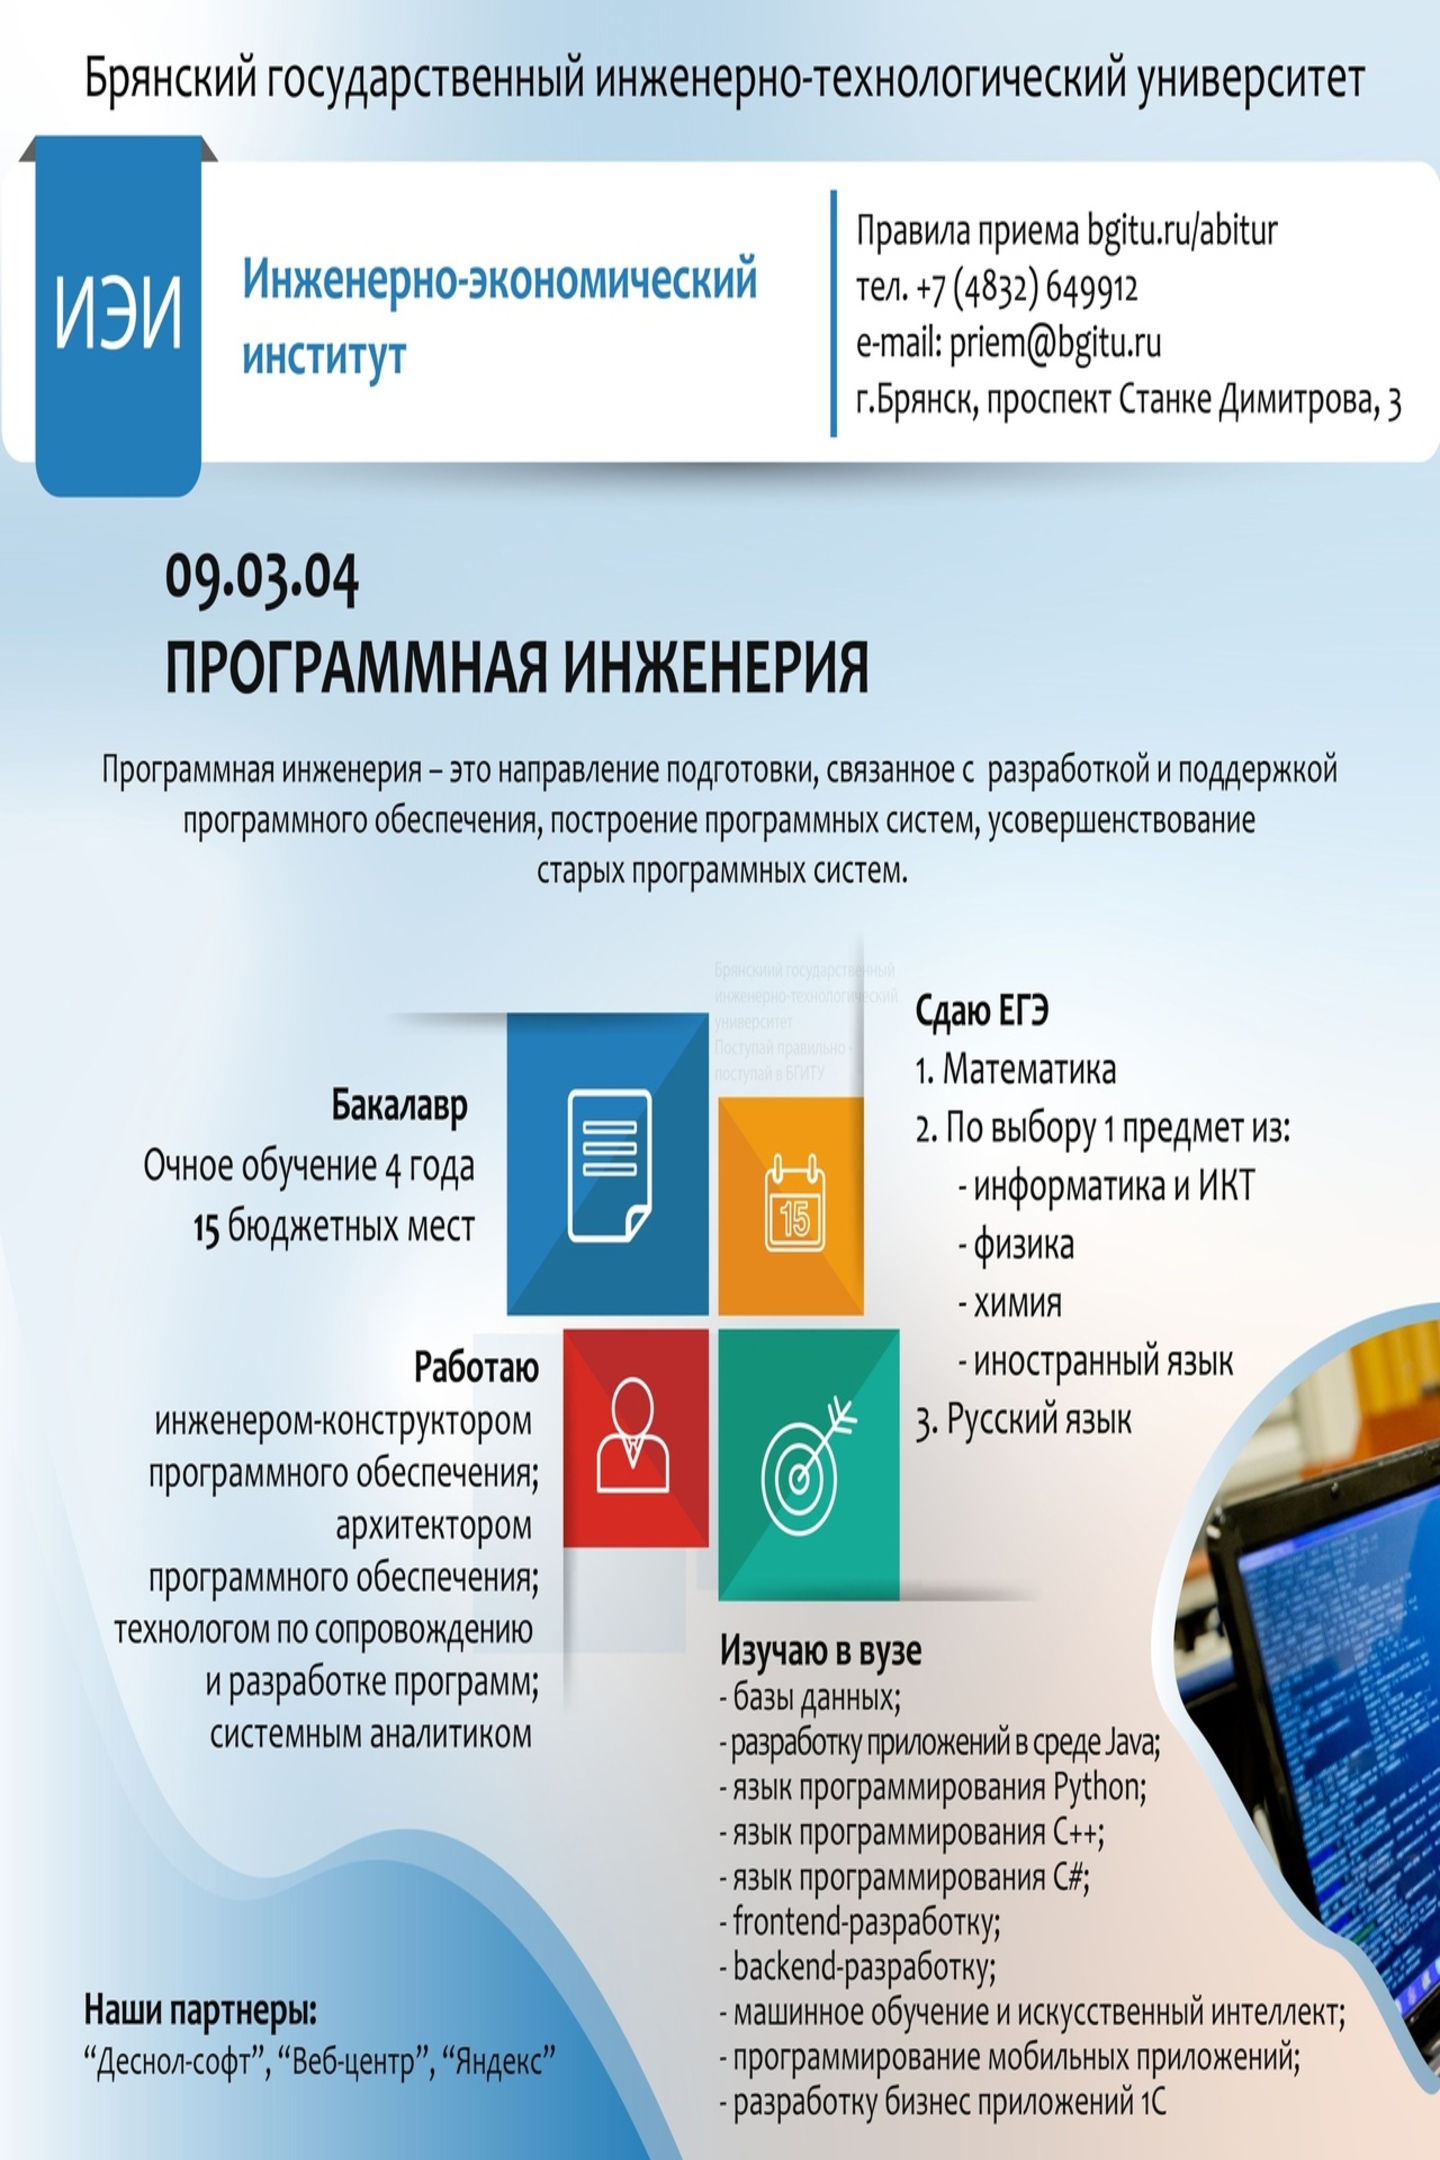 Брянский государственный инженерно-технологический университет
ИЭИ
Инженерно-экономический
институт
Правила приема bgitu.ru/abitur
тел. +7 (4832) 649912
e-mail: priem@bgitu.ru
г.Брянск, проспект Станке Димитрова, 3
09.03.04
ПРОГРАММНАЯ ИНЖЕНЕРИЯ
Программная инженерия – это направление подготовки, связанное с разработкой и поддержкой
программного обеспечения, построение программных систем, усовершенствование
старых программных систем.
Брянскиий государственный
инженерно-технологический
университет
Поступай правильно -
поступай в БГИТУ
Бакалавр
Очное обучение 4 года
15 бюджетных мест
15
Сдаю ЕГЭ
1. Математика
2. По выбору 1 предмет из:
- информатика и ИКТ
- физика
- химия
- иностранный язык
3. Русский язык
Работаю
инженером-конструктором
программного обеспечения;
архитектором
программного обеспечения;
технологом по сопровождению
и разработке программ;
системным аналитиком
Изучаю в вузе
- базы данных;
- разработку приложений в среде Java;
- язык программирования Python;
- язык программирования C++;
- язык программирования C#;
- frontend-разработку;
- backend-разработку;
- машинное обучение и искусственный интеллект;
- программирование мобильных приложений;
- разработку бизнес приложений 1С
Наши партнеры:
“Деснол-софт”, “Веб-центр”, “Яндекс”